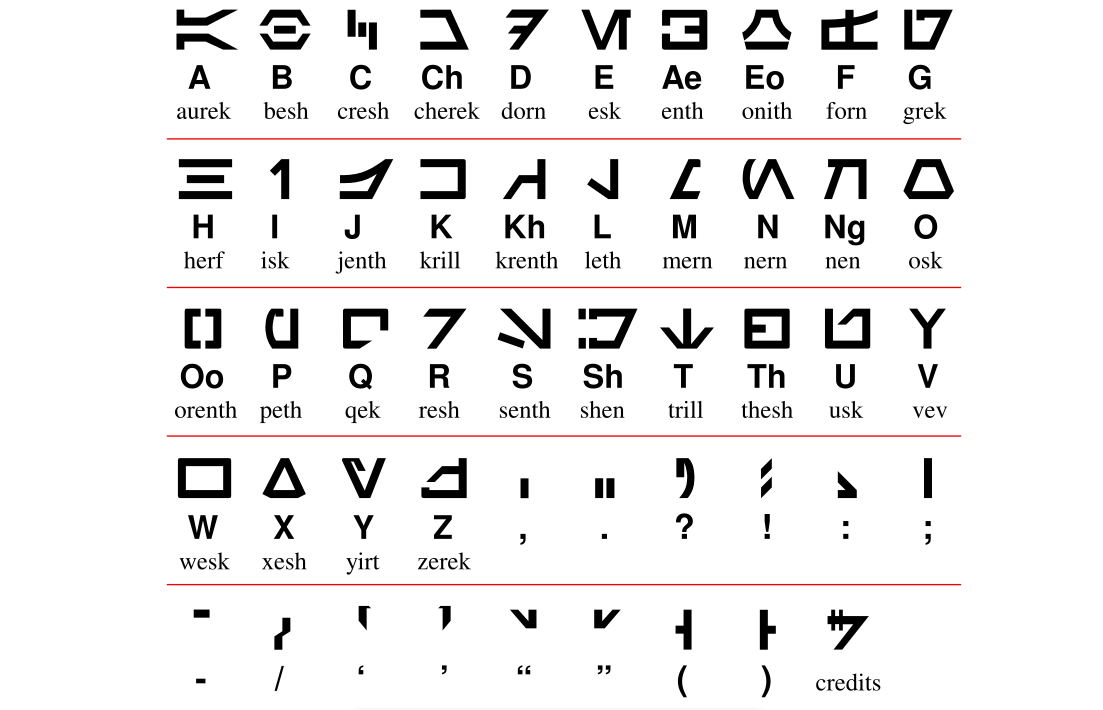 A B C Ch D E Ae Eo F G
aurek besh cresh cherek dorn esk enth onith forn grek
H I J K Kh L M N Ng O
herf isk jenth krill krenth leth mern nern nen osk
Oo P Q R S Sh T Th U V
orenth peth qek resh senth shen trill thesh usk vev
W X Y Z , . ? ! : ;
wesk xesh yirt zerek
- / ‘ ’ “ ” ( ) credits